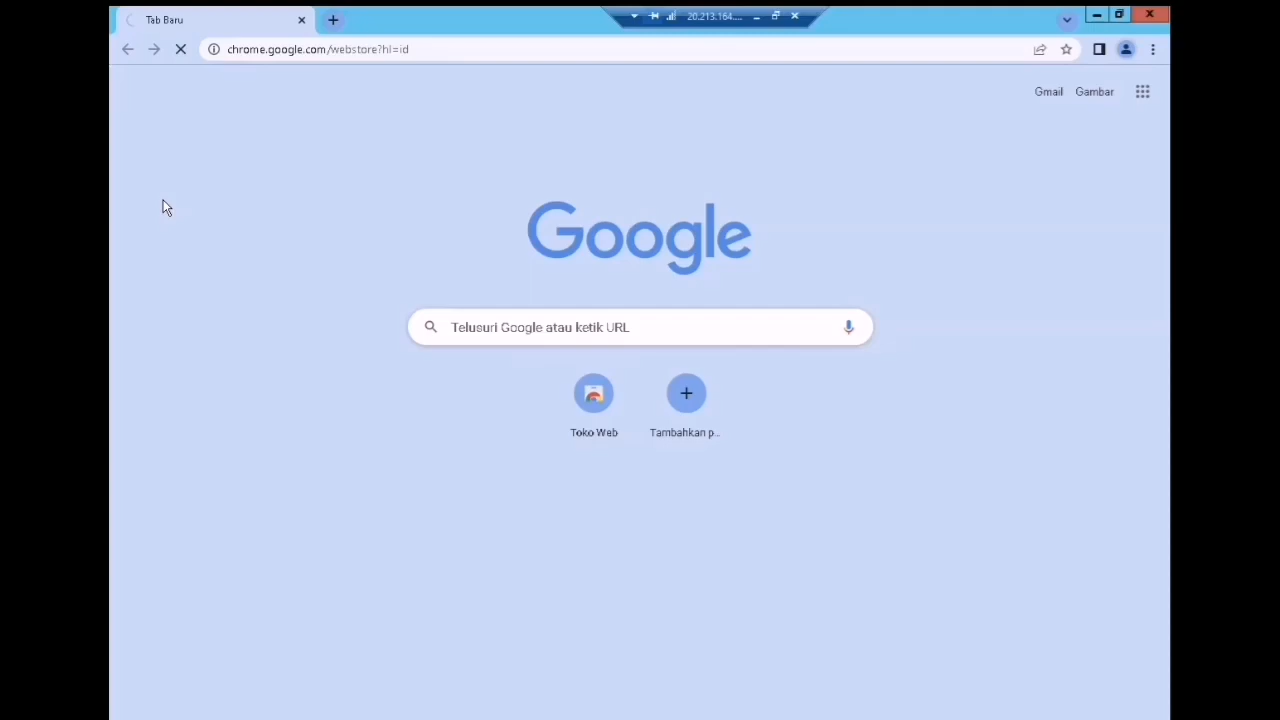 Tab Baru
20.213.164....
chrome.google.com/webstore?hl=id
Gmail Gambar
Google
Telusuri Google atau ketik URL
Toko Web
Tambahkan p...